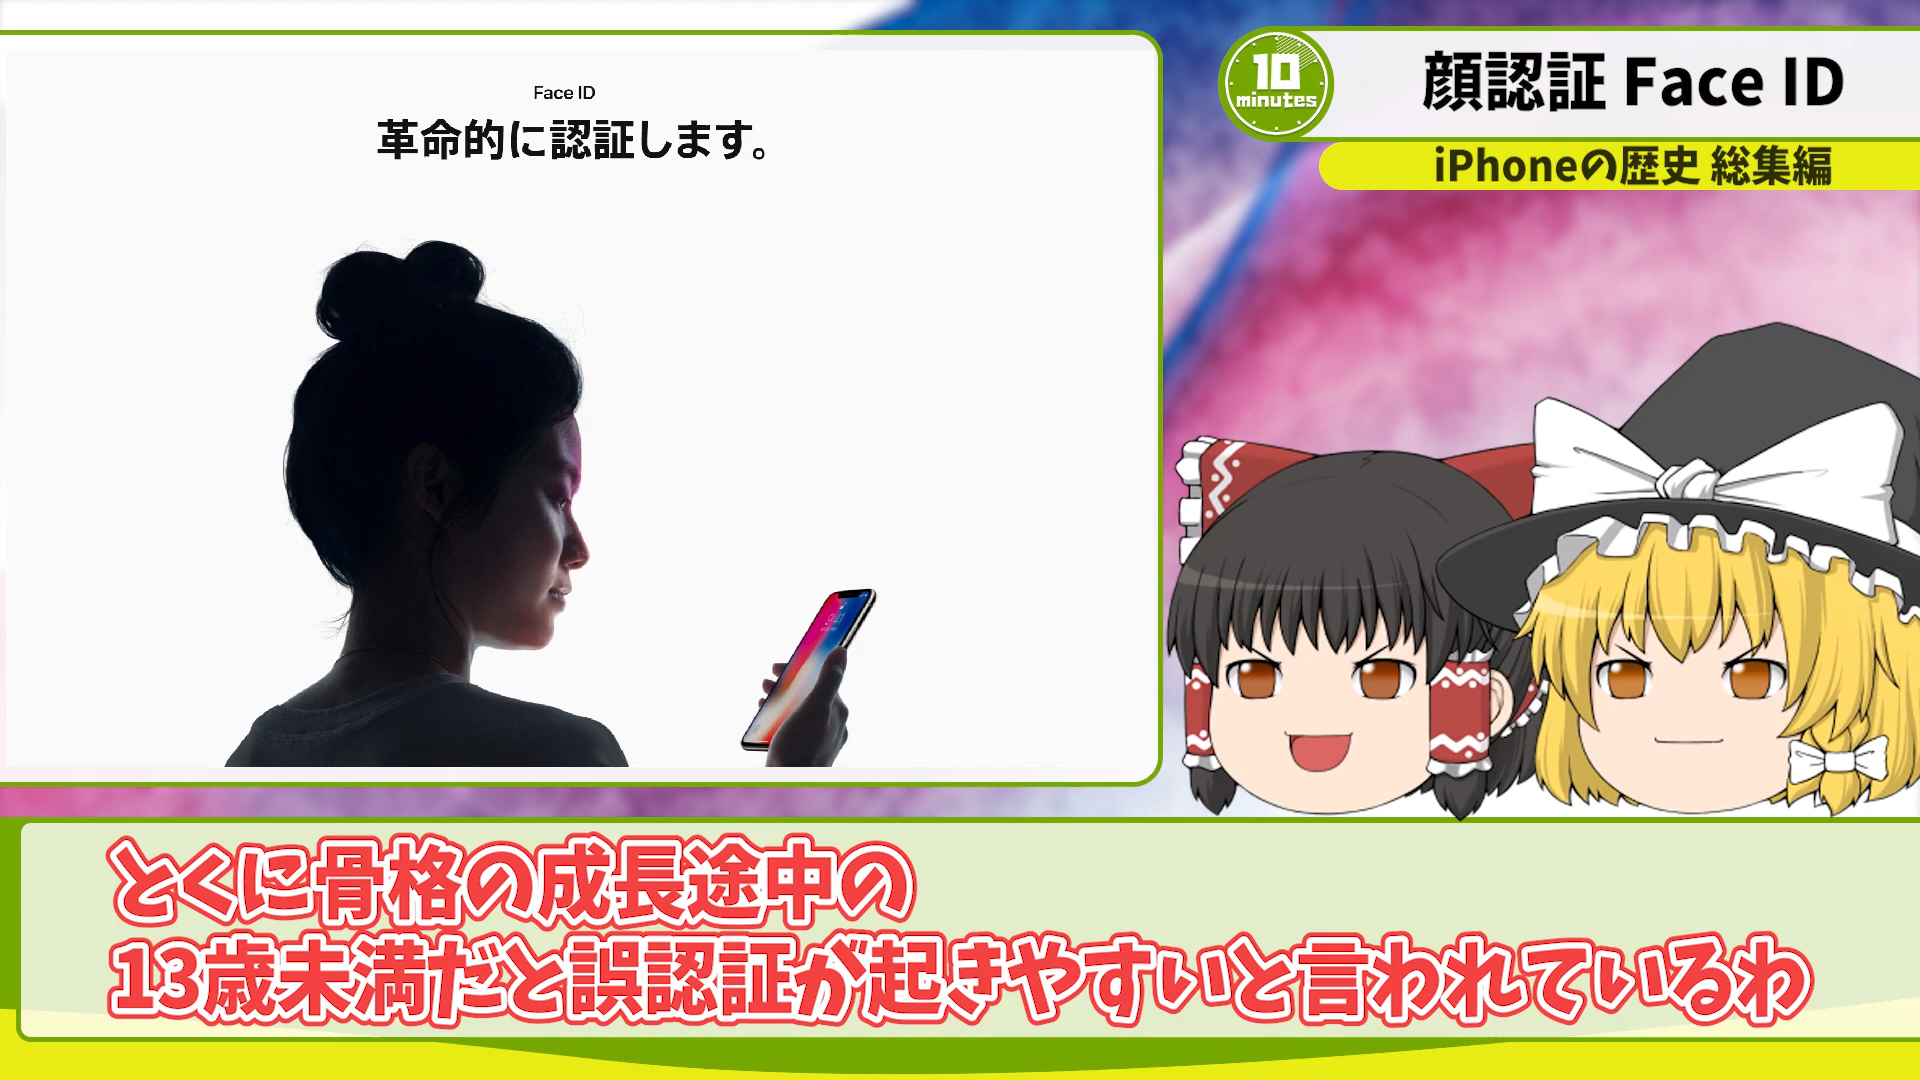 Face ID
革命的に認証します。
10
minutes
顔認証 Face ID
iPhoneの歴史 総集編
とくに骨格の成長途中の
13歳未満だと誤認証が起きやすいと言われているわ